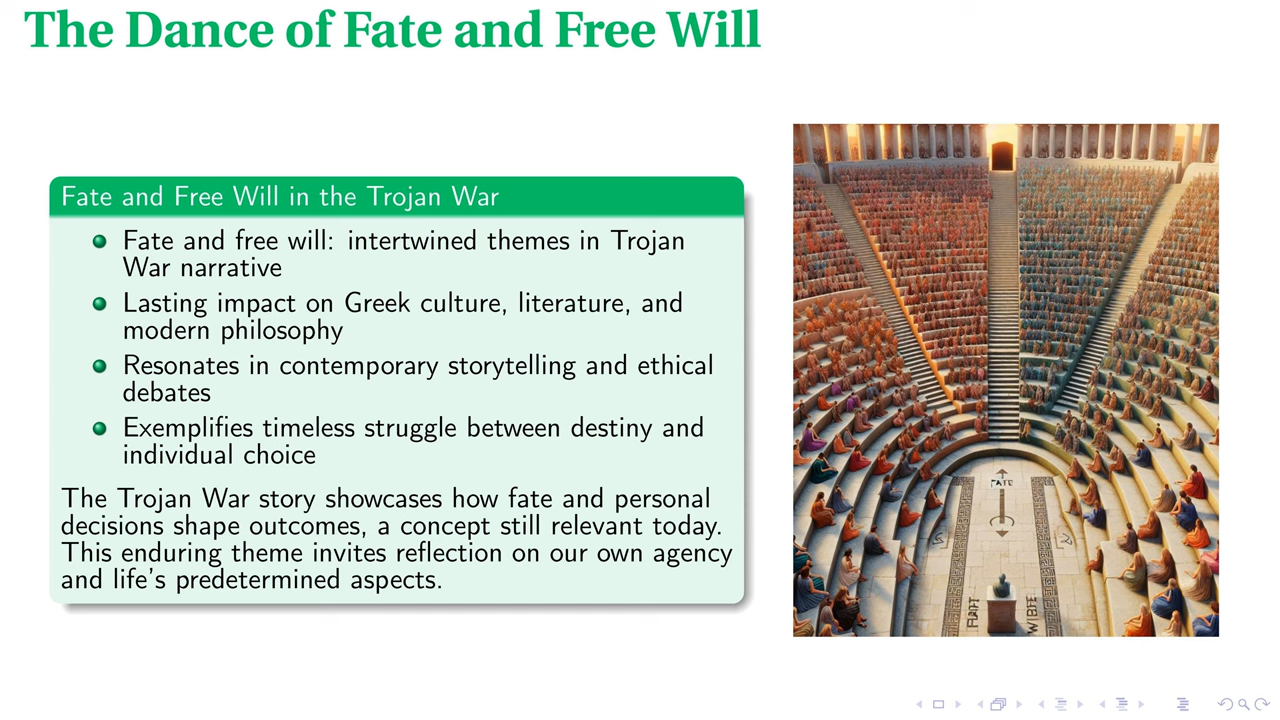 The Dance of Fate and Free Will
Fate and Free Will in the Trojan War
Fate and free will: intertwined themes in Trojan
War narrative
Lasting impact on Greek culture, literature, and
modern philosophy
Resonates in contemporary storytelling and ethical
debates
Exemplifies timeless struggle between destiny and
individual choice
The Trojan War story showcases how fate and personal
decisions shape outcomes, a concept still relevant today.
This enduring theme invites reflection on our own agency
and life's predetermined aspects.
FATE